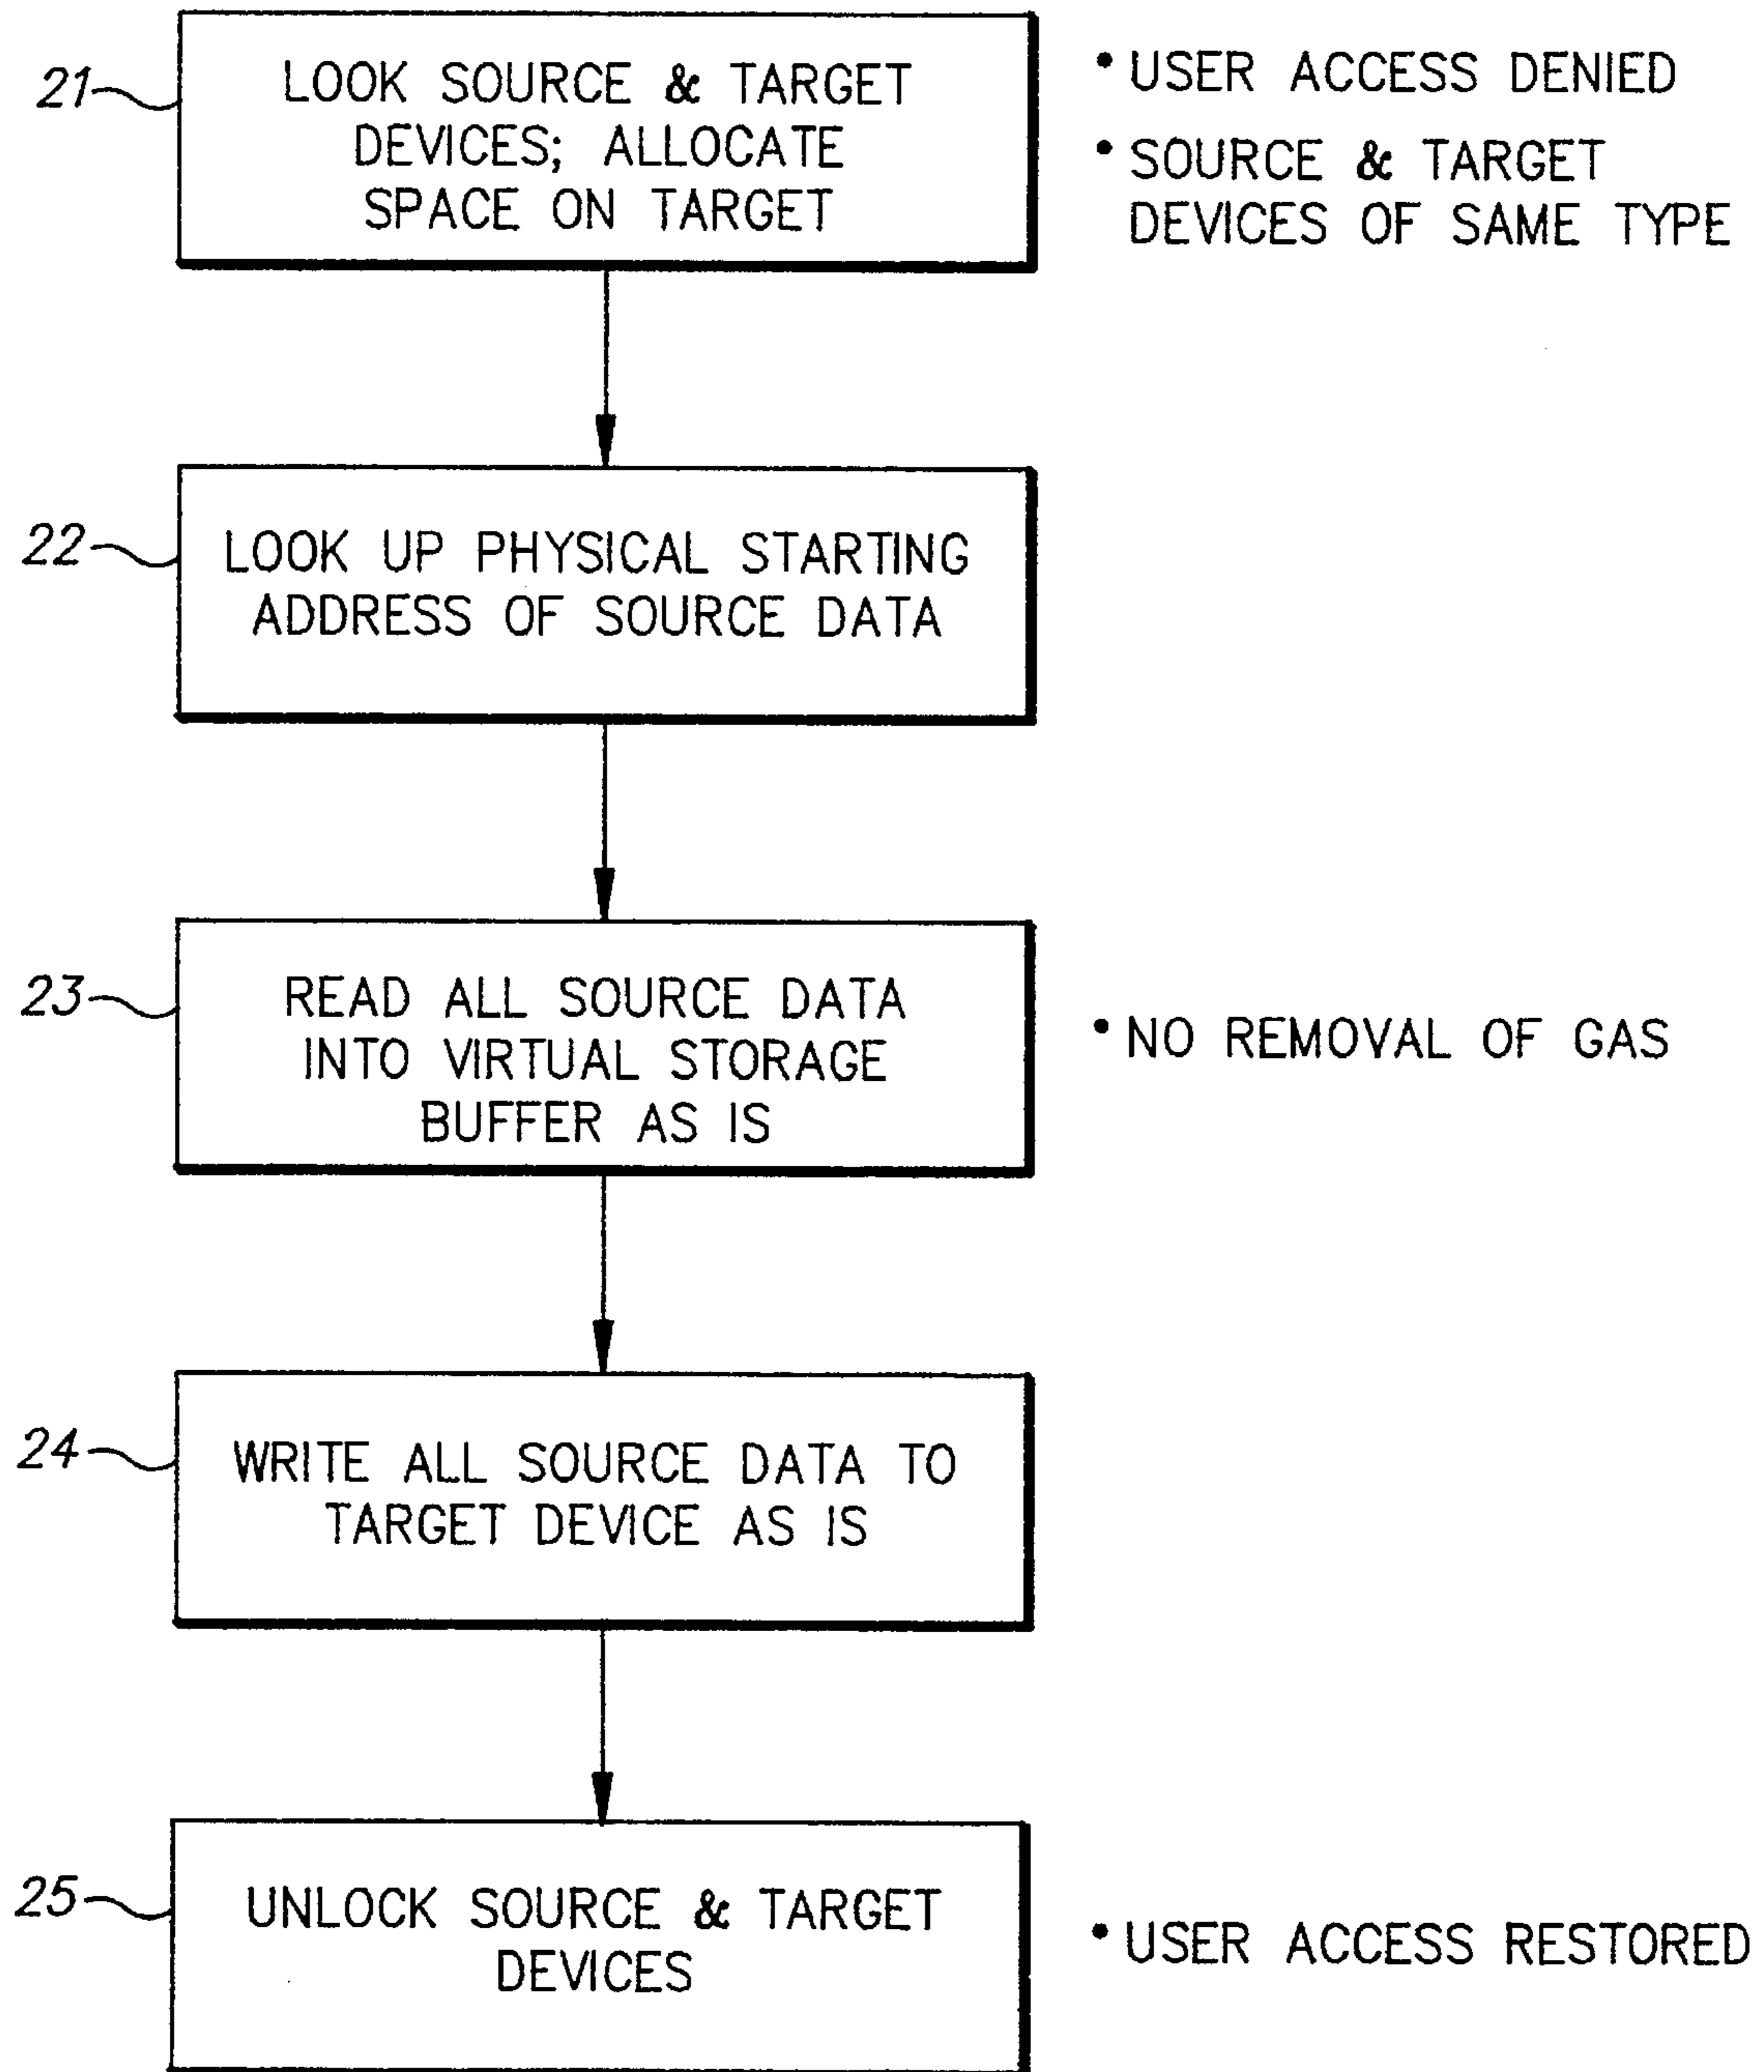 21
LOOK SOURCE & TARGET
DEVICES; ALLOCATE
SPACE ON TARGET
• USER ACCESS DENIED
• SOURCE & TARGET
DEVICES OF SAME TYPE
22
LOOK UP PHYSICAL STARTING
ADDRESS OF SOURCE DATA
23
READ ALL SOURCE DATA
INTO VIRTUAL STORAGE
BUFFER AS IS
• NO REMOVAL OF GAS
24
WRITE ALL SOURCE DATA TO
TARGET DEVICE AS IS
25
UNLOCK SOURCE & TARGET
DEVICES
• USER ACCESS RESTORED